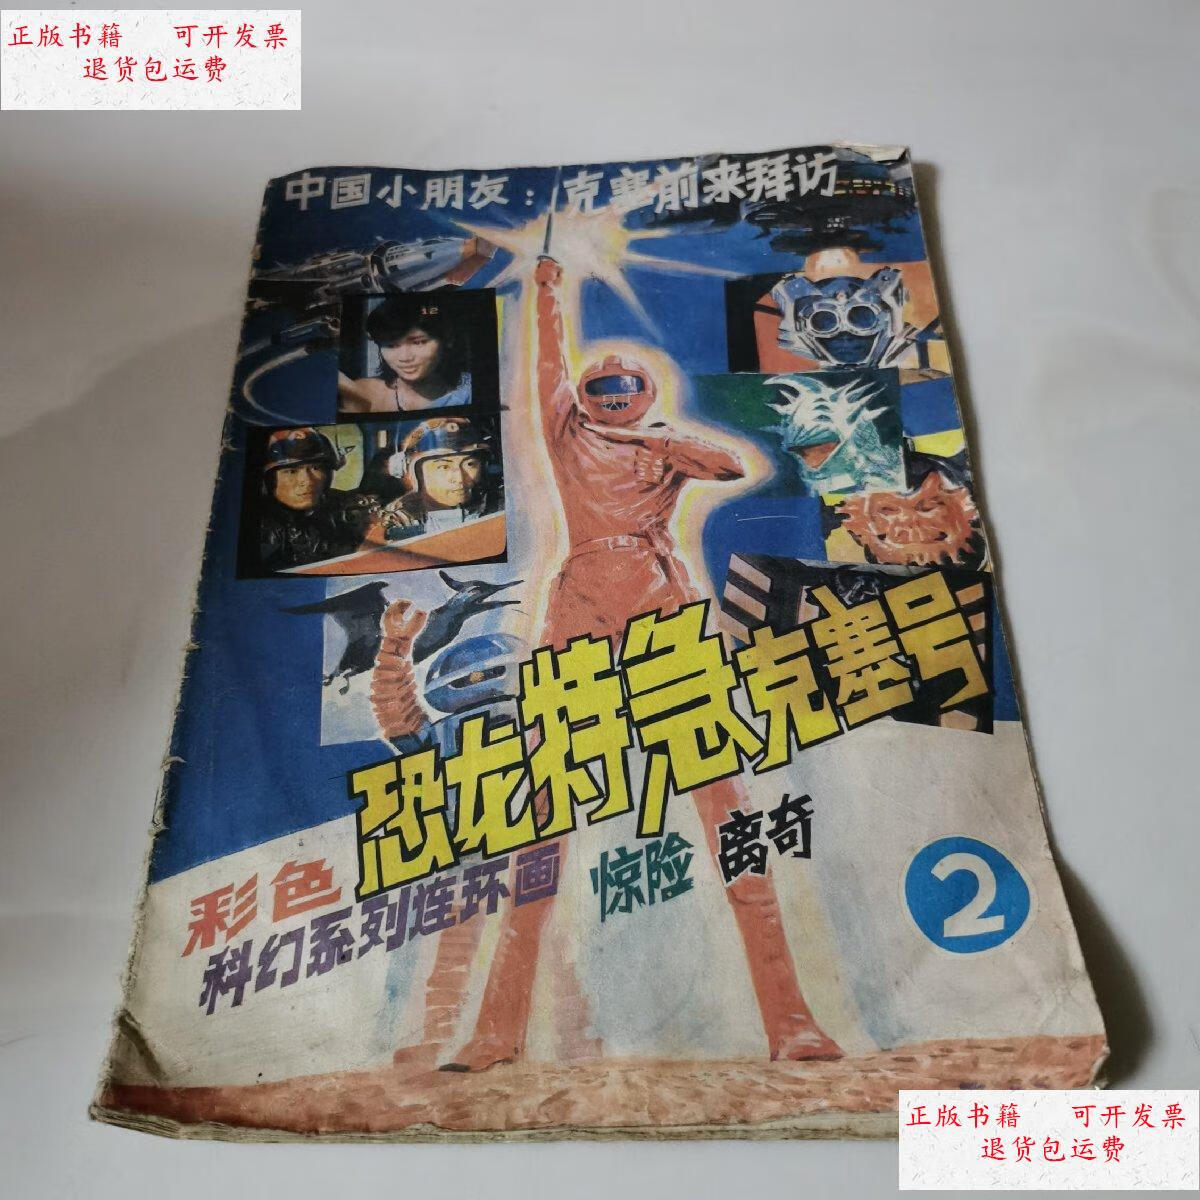 正版书籍 可开发票
退货包运费
中国小朋友：克塞前来拜访
12
恐龙特急克塞号
彩色
科幻系列连环画 惊险 离奇
2
正版书籍 可开发票
退货包运费